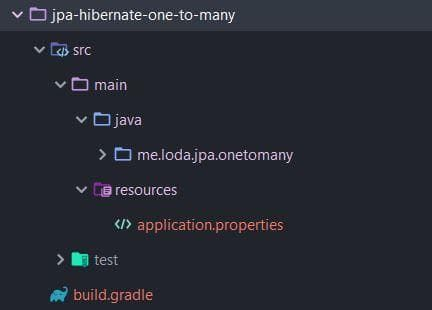 jpa-hibernate-one-to-many
src
main
java
me.loda.jpa.onetomany
resources
application.properties
test
build.gradle